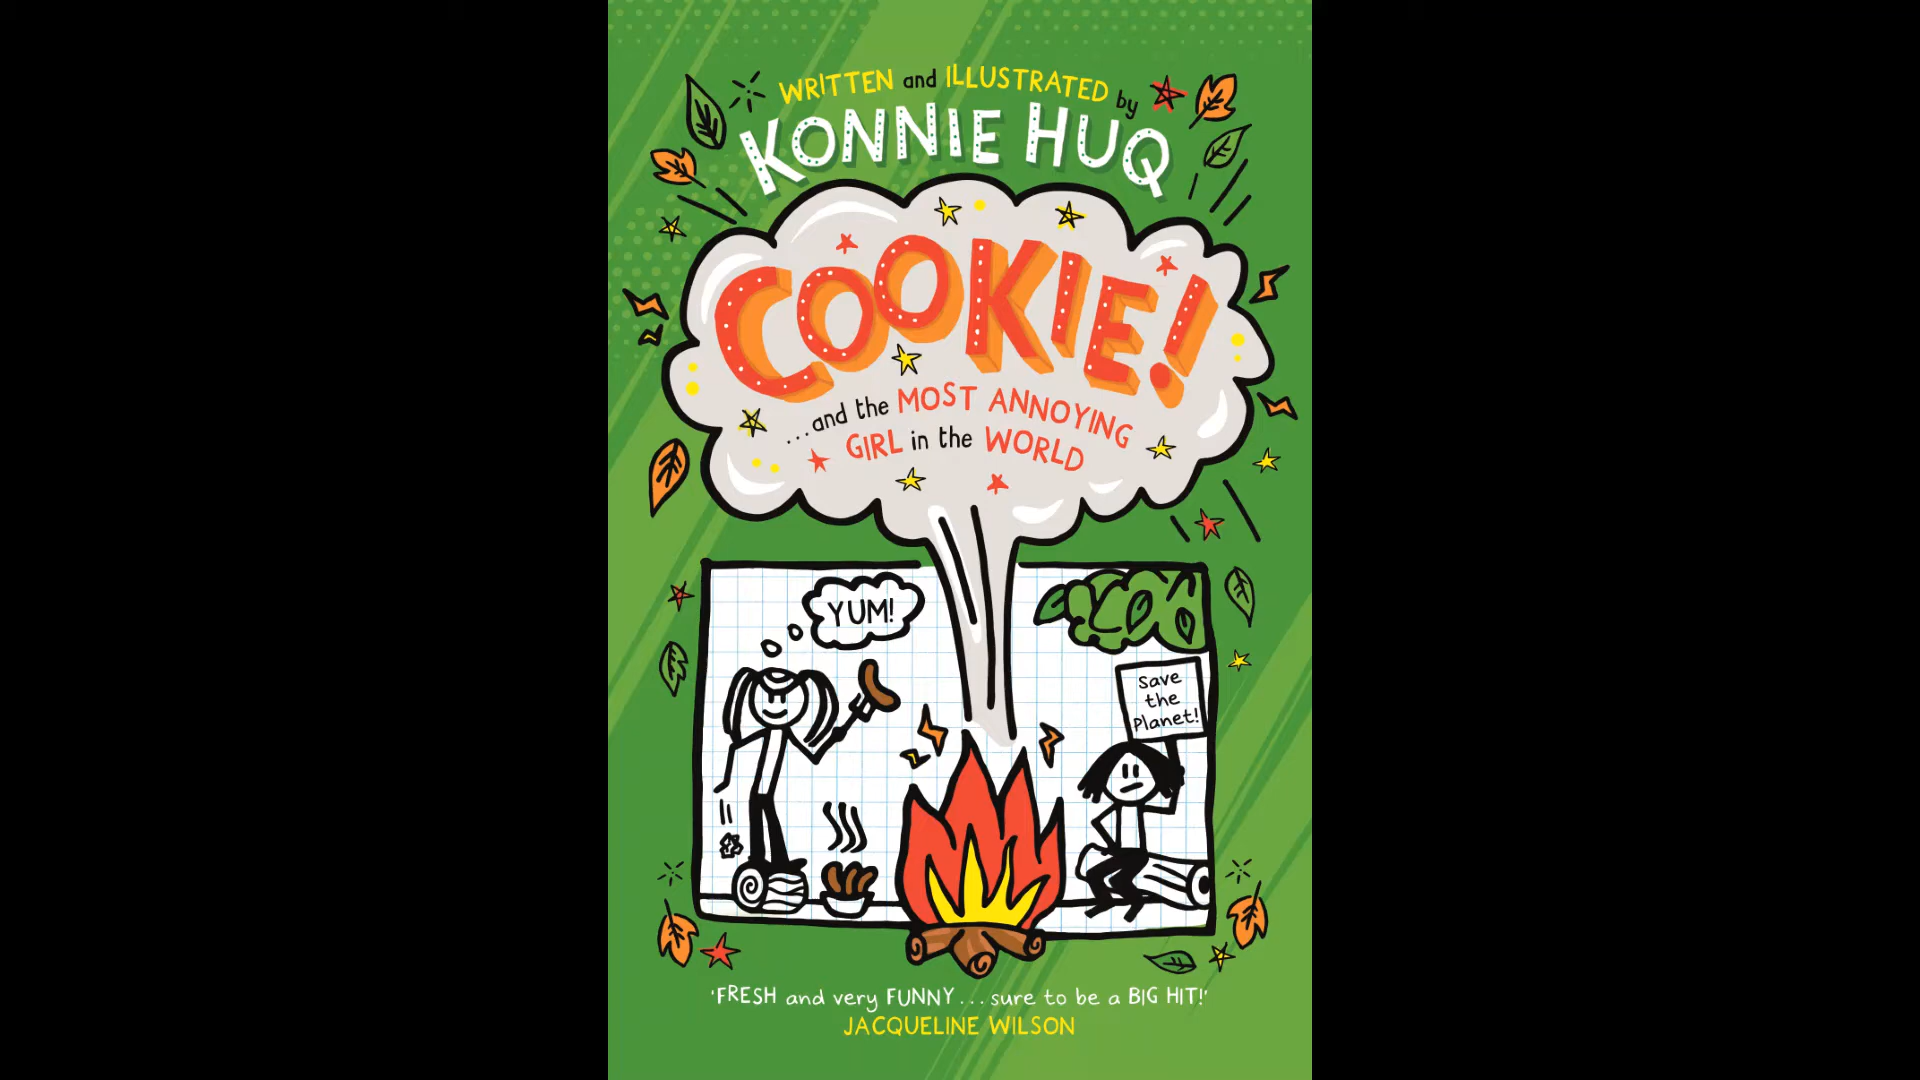 WRITTEN and ILLUSTRATED by
KONNIE HUQ
COOKIE!
...and the MOST ANNOYING
GIRL in the WORLD
YUM!
Save
the
Planet!
'FRESH and very FUNNY... sure to be a BIG HIT!'
JACQUELINE WILSON